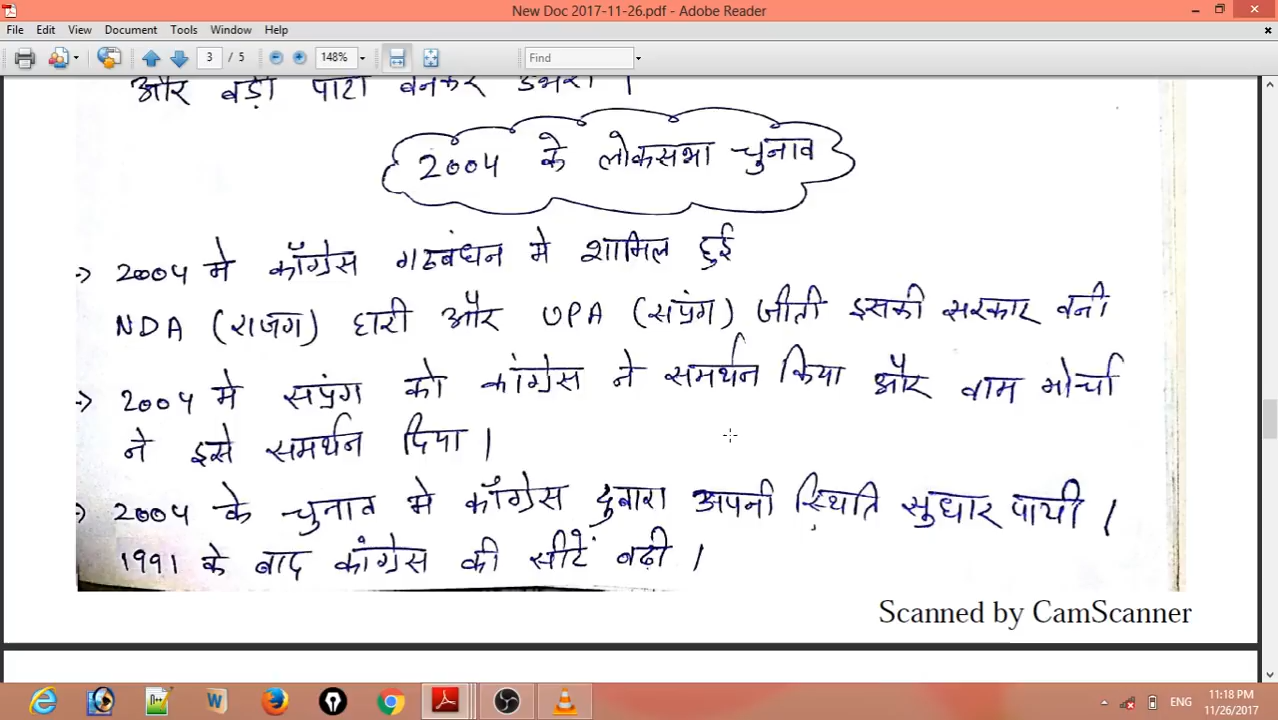 New Doc 2017-11-26.pdf - Adobe Reader
File Edit View Document Tools Window Help
3 / 5 148% Find
और बड़ी पार्टी बनकर उभरी ।
2004 के लोकसभा चुनाव
→ 2004 मे काँग्रेस गठबंधन मे शामिल हुई
NDA (राजग) हारी और UPA (संप्रग) जीती इसकी सरकार बनी
→ 2004 मे संप्रग को कांग्रेस ने समर्थन किया और वाम मोर्चा
ने इसे समर्थन दिया ।
→ 2004 के चुनाव मे काँग्रेस दुबारा अपनी स्थिति सुधार पायी ।
1991 के बाद कांग्रेस की सीटें बढ़ी ।
Scanned by CamScanner
ENG 11:18 PM
11/26/2017